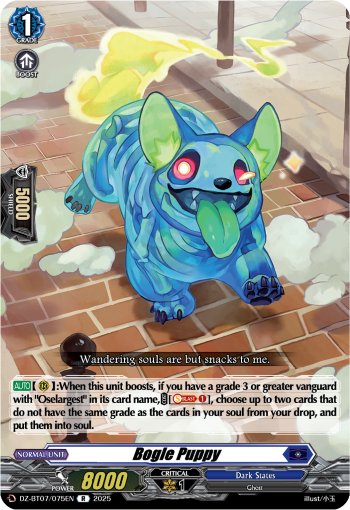 1
GRADE
BOOST
5000
SHIELD
Wandering souls are but snacks to me.
AUTO【 】:When this unit boosts, if you have a grade 3 or greater vanguard
with "Oselargest" in its card name, [ BLAST 1], choose up to two cards that
do not have the same grade as the cards in your soul from your drop, and
put them into soul.
NORMAL UNIT
Bogle Puppy
POWER 8000
CRITICAL
1
Dark States
Ghost
DZ-BT07/075EN R 2025
illust/小玉